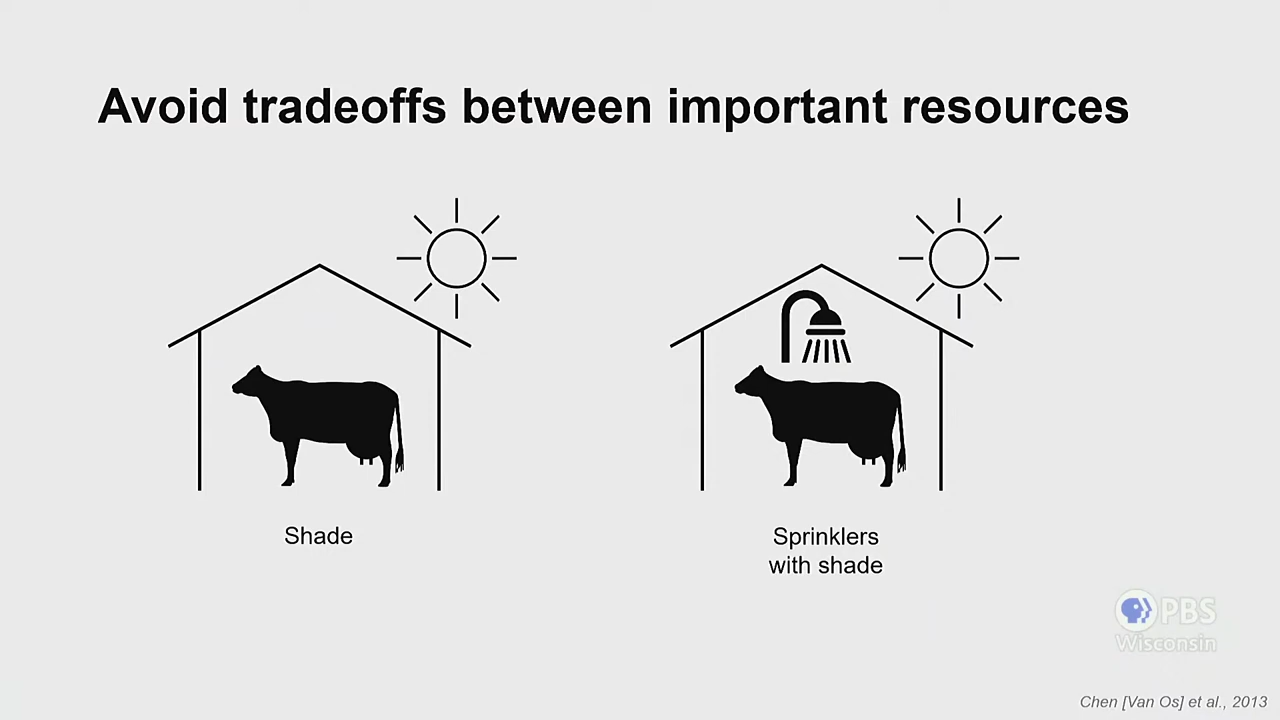 Avoid tradeoffs between important resources
Shade
Sprinklers
with shade
PBS
Wisconsin
Chen [Van Os] et al., 2013